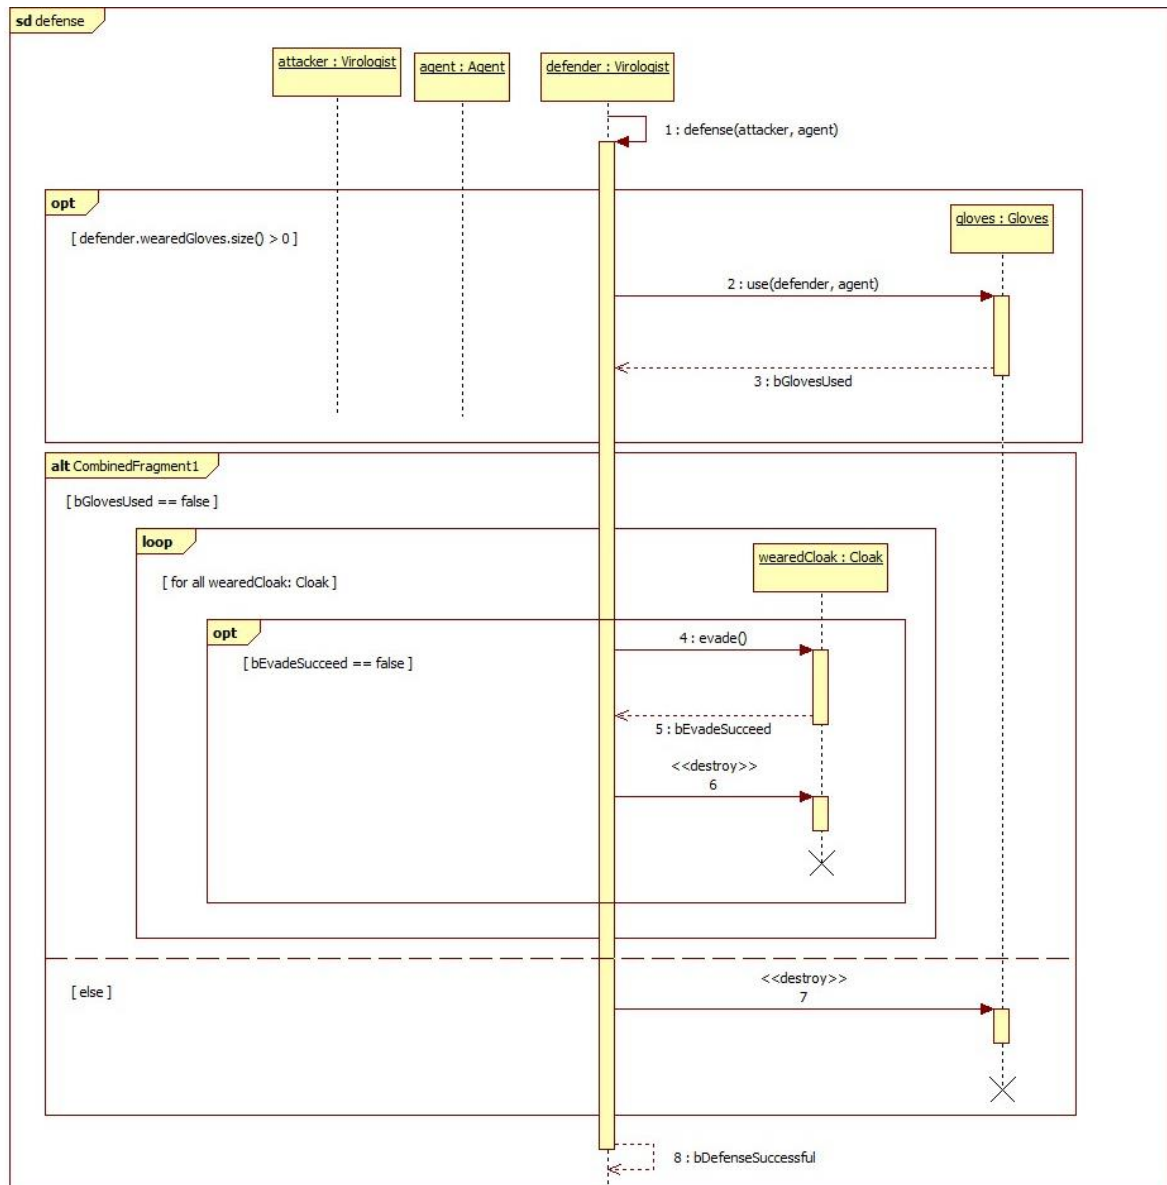 sd defense
attacker : Virologist
agent : Agent
defender : Virologist
1 : defense(attacker, agent)
opt
gloves : Gloves
[ defender.wearedGloves.size() > 0 ]
2 : use(defender, agent)
3 : bGlovesUsed
alt CombinedFragment1
[ bGlovesUsed == false ]
loop
wearedCloak : Cloak
[ for all wearedCloak: Cloak ]
opt
4 : evade()
[ bEvadeSucceed == false ]
5 : bEvadeSucceed
<<destroy>>
6
<<destroy>>
[ else ]
7
8 : bDefenseSuccessful